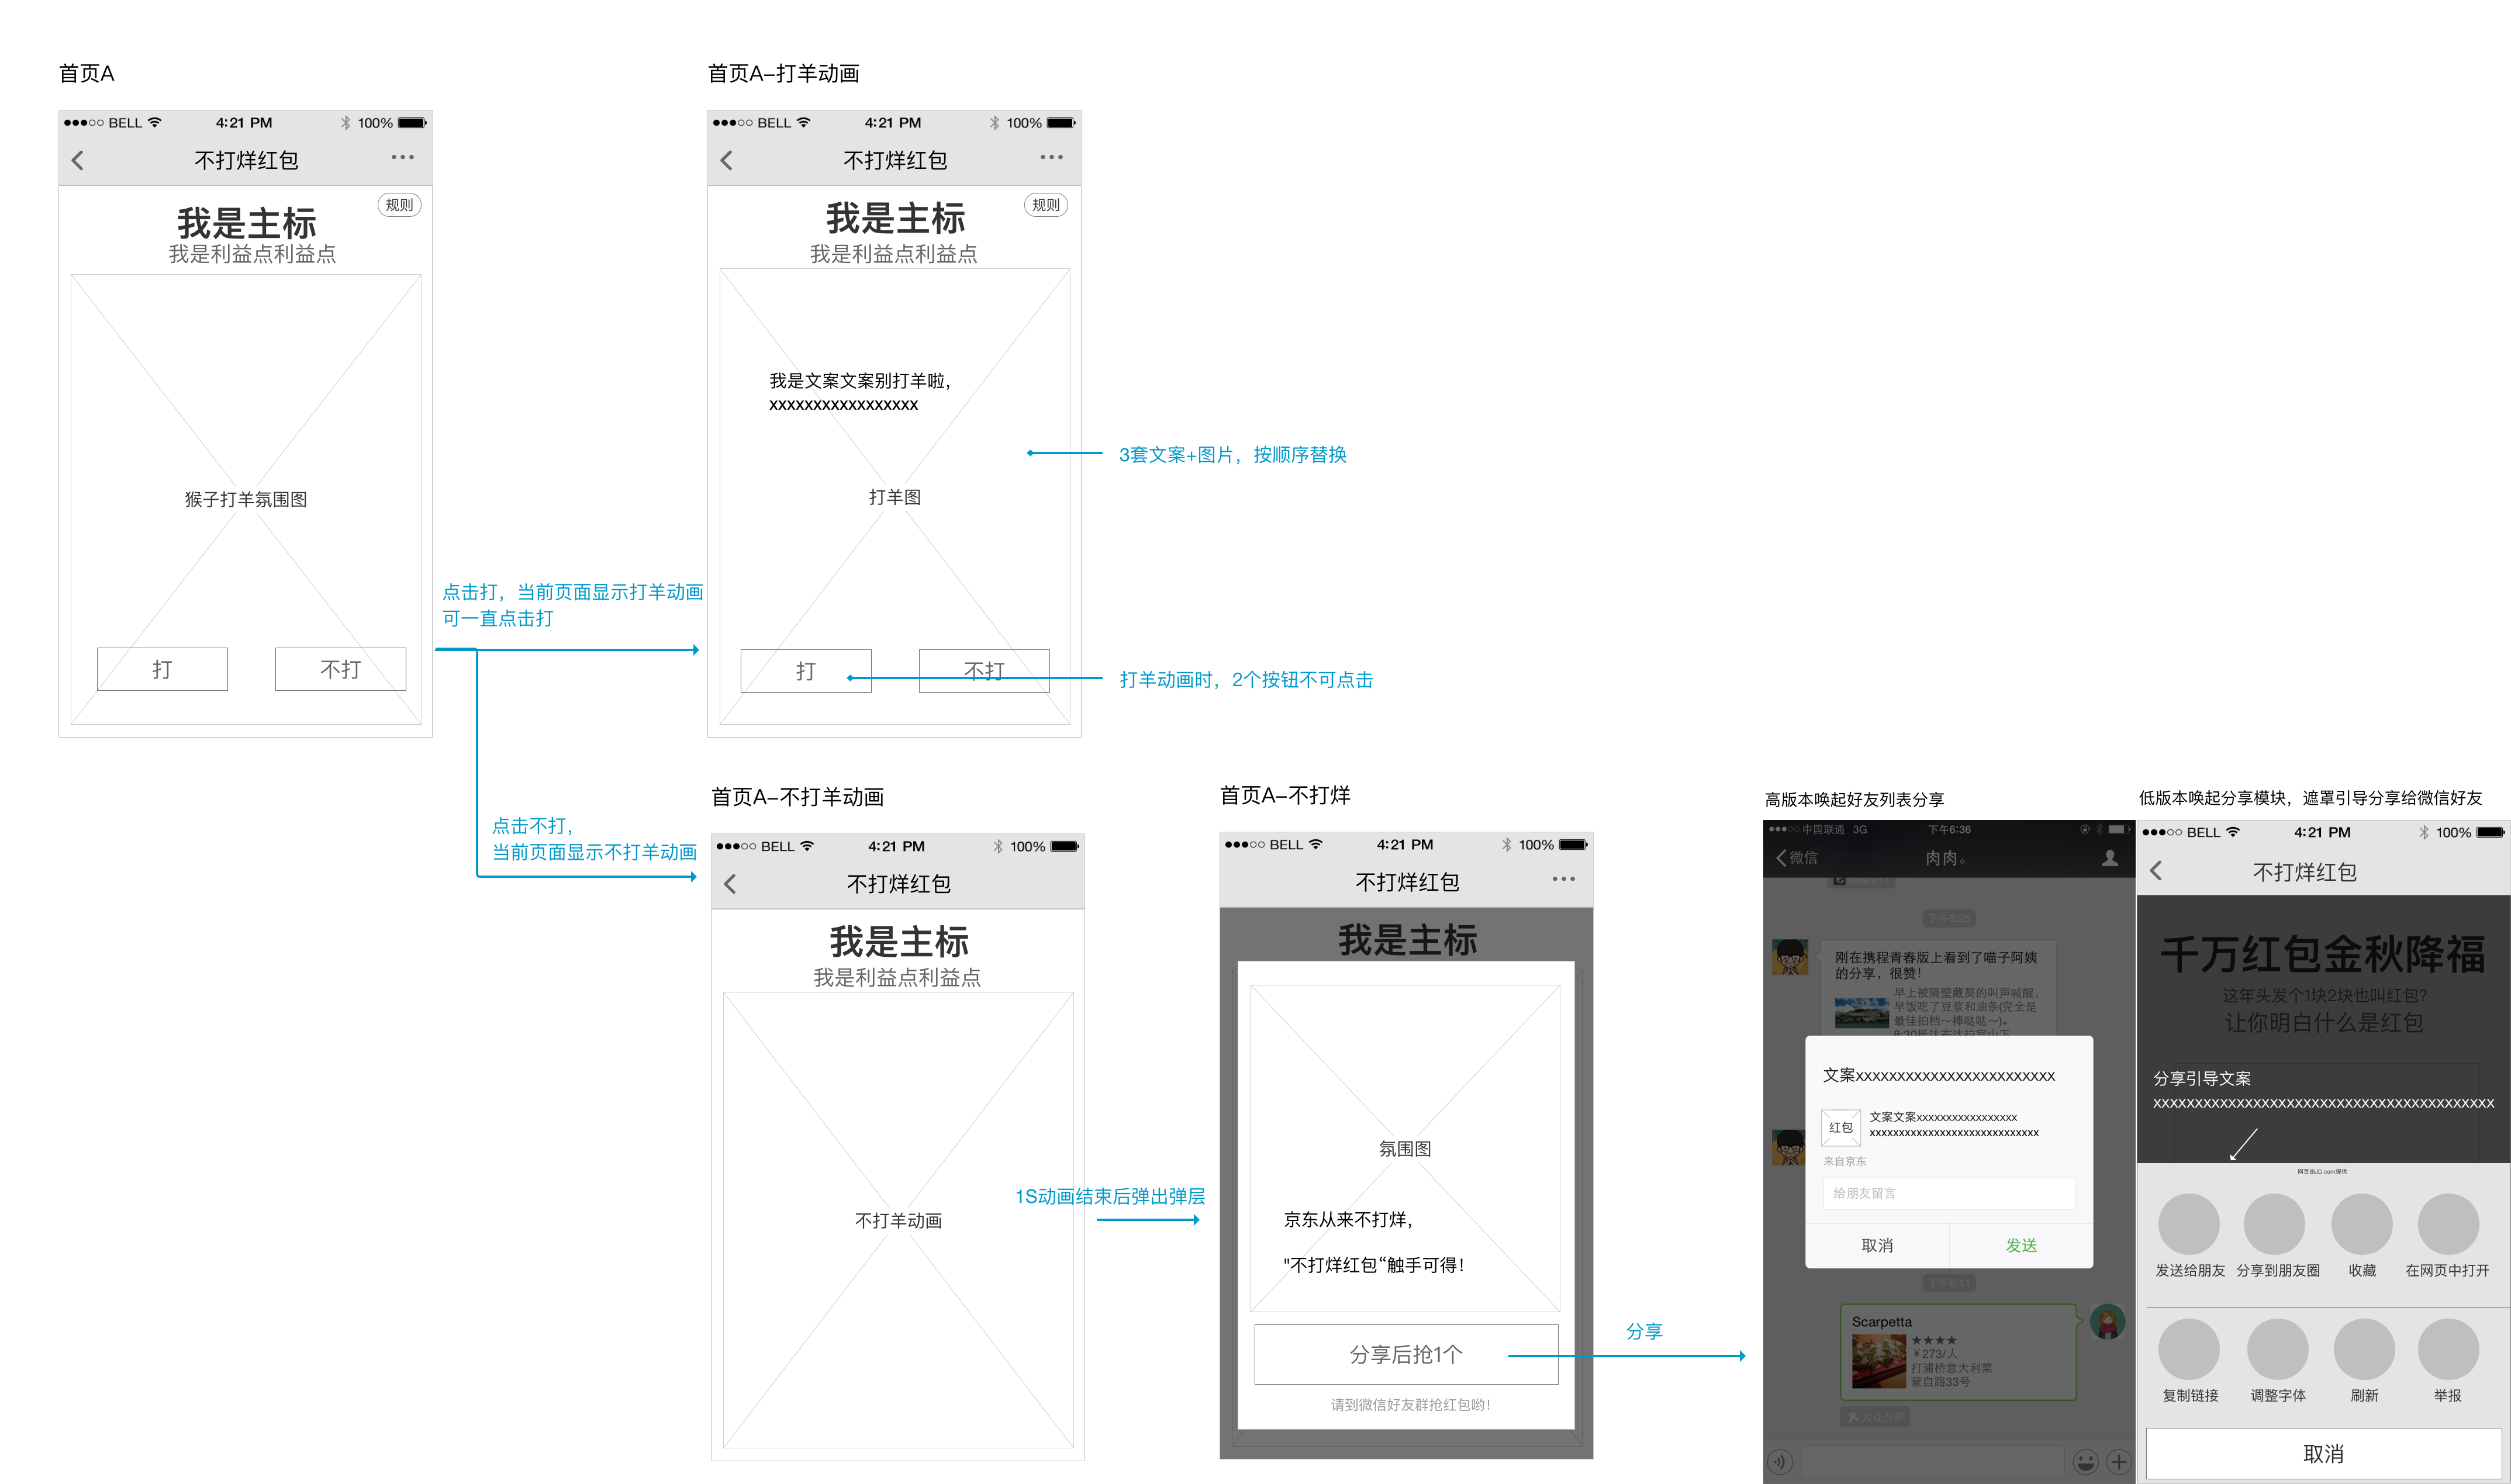 首页A
●●●○○ BELL 4:21 PM 100%
不打烊红包
规则
我是主标
我是利益点利益点
猴子打羊氛围图
打
不打
点击打，当前页面显示打羊动画
可一直点击打
点击不打，
当前页面显示不打羊动画
首页A-打羊动画
●●●○○ BELL 4:21 PM 100%
不打烊红包
规则
我是主标
我是利益点利益点
我是文案文案别打羊啦，
xxxxxxxxxxxxxxxxx
打羊图
打
不打
3套文案+图片，按顺序替换
打羊动画时，2个按钮不可点击
首页A-不打羊动画
●●●○○ BELL 4:21 PM 100%
不打烊红包
我是主标
我是利益点利益点
不打羊动画
1S动画结束后弹出弹层
首页A-不打烊
●●●○○ BELL 4:21 PM 100%
不打烊红包
我是主标
氛围图
京东从来不打烊，
"不打烊红包“触手可得！
分享后抢1个
请到微信好友群抢红包哟！
分享
高版本唤起好友列表分享
●●●○○ 中国联通 3G 下午6:36
微信
肉肉。
下午5:25
刚在携程青春版上看到了喵子阿姨
的分享，很赞！
早上被隔壁藏獒的叫声喊醒，
早饭吃了豆浆和油条(完全是
最佳拍档～棒哒哒～)。
8:30抵达布达拉宫山下
文案xxxxxxxxxxxxxxxxxxxxxxxx
红包
文案文案xxxxxxxxxxxxxxxxx
xxxxxxxxxxxxxxxxxxxxxxxxxxxxx
来自京东
给朋友留言
取消
发送
下午6:11
Scarpetta
★★★★
￥273/人
打浦桥意大利菜
蒙自路33号
大众点评
低版本唤起分享模块，遮罩引导分享给微信好友
●●●○○ BELL 4:21 PM 100%
不打烊红包
千万红包金秋降福
这年头发个1块2块也叫红包？
让你明白什么是红包
分享引导文案
xxxxxxxxxxxxxxxxxxxxxxxxxxxxxxxxxxxxxxxxx
网页由JD.com提供
发送给朋友
分享到朋友圈
收藏
在网页中打开
复制链接
调整字体
刷新
举报
取消